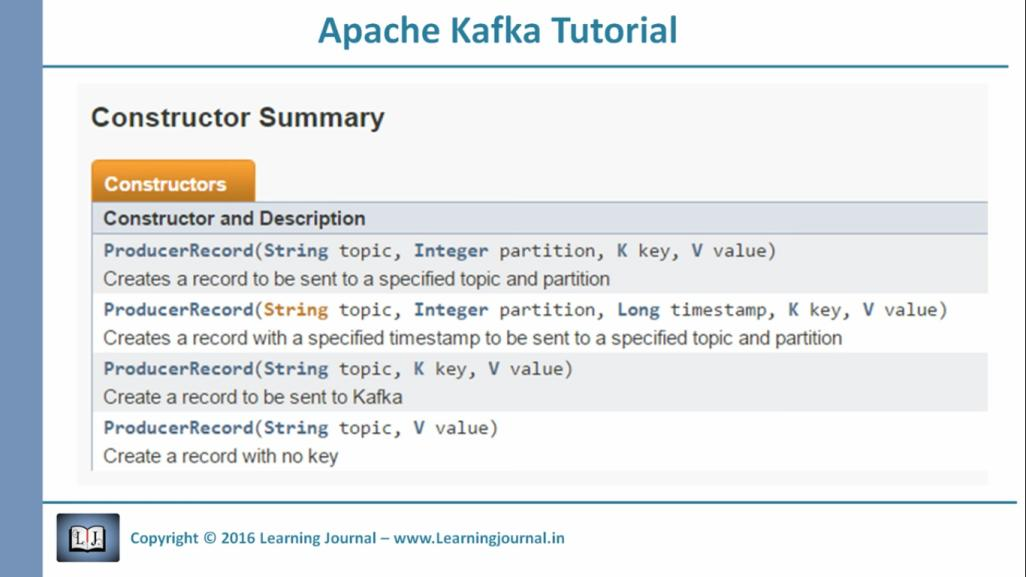 Apache Kafka Tutorial
Constructor Summary
Constructors
Constructor and Description
ProducerRecord(String topic, Integer partition, K key, V value)
Creates a record to be sent to a specified topic and partition
ProducerRecord(String topic, Integer partition, Long timestamp, K key, V value)
Creates a record with a specified timestamp to be sent to a specified topic and partition
ProducerRecord(String topic, K key, V value)
Create a record to be sent to Kafka
ProducerRecord(String topic, V value)
Create a record with no key
L J
Copyright © 2016 Learning Journal – www.Learningjournal.in